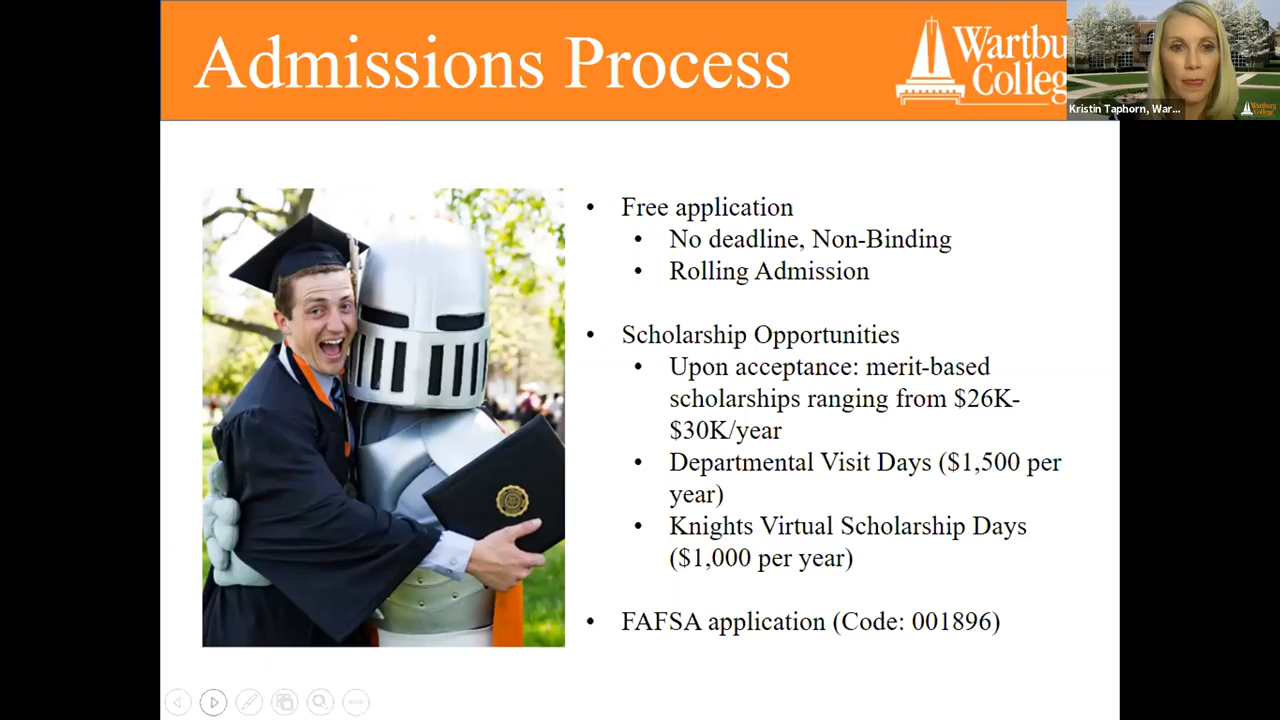 Admissions Process
Wartbu
Colleg
Kristin Taphorn, War...
Wartburg
College
• Free application
• No deadline, Non-Binding
• Rolling Admission
• Scholarship Opportunities
• Upon acceptance: merit-based
scholarships ranging from $26K-
$30K/year
• Departmental Visit Days ($1,500 per
year)
• Knights Virtual Scholarship Days
($1,000 per year)
• FAFSA application (Code: 001896)